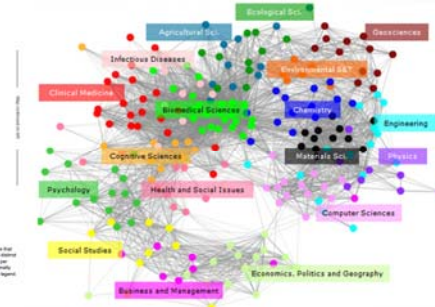 Ecological Sci.
Agricultural Sci.
Geosciences
Infectious Diseases
Environmental S&T
Clinical Medicine
Biomedical Sciences
Chemistry
Engineering
Cognitive Sciences
Materials Sci.
Physics
Psychology
Health and Social Issues
Computer Sciences
Social Studies
Economics, Politics and Geography
Business and Management